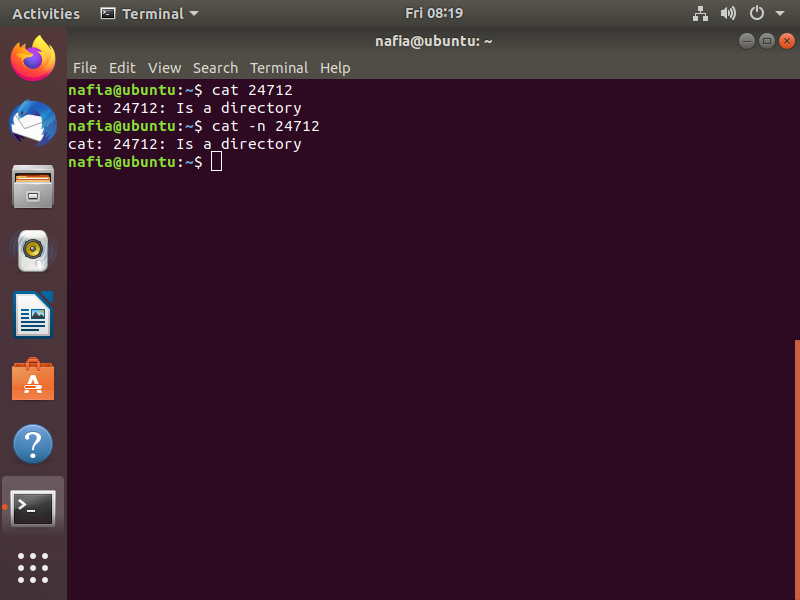 Activities Terminal Fri 08:19
nafia@ubuntu: ~
File Edit View Search Terminal Help
nafia@ubuntu:~$ cat 24712
cat: 24712: Is a directory
nafia@ubuntu:~$ cat -n 24712
cat: 24712: Is a directory
nafia@ubuntu:~$